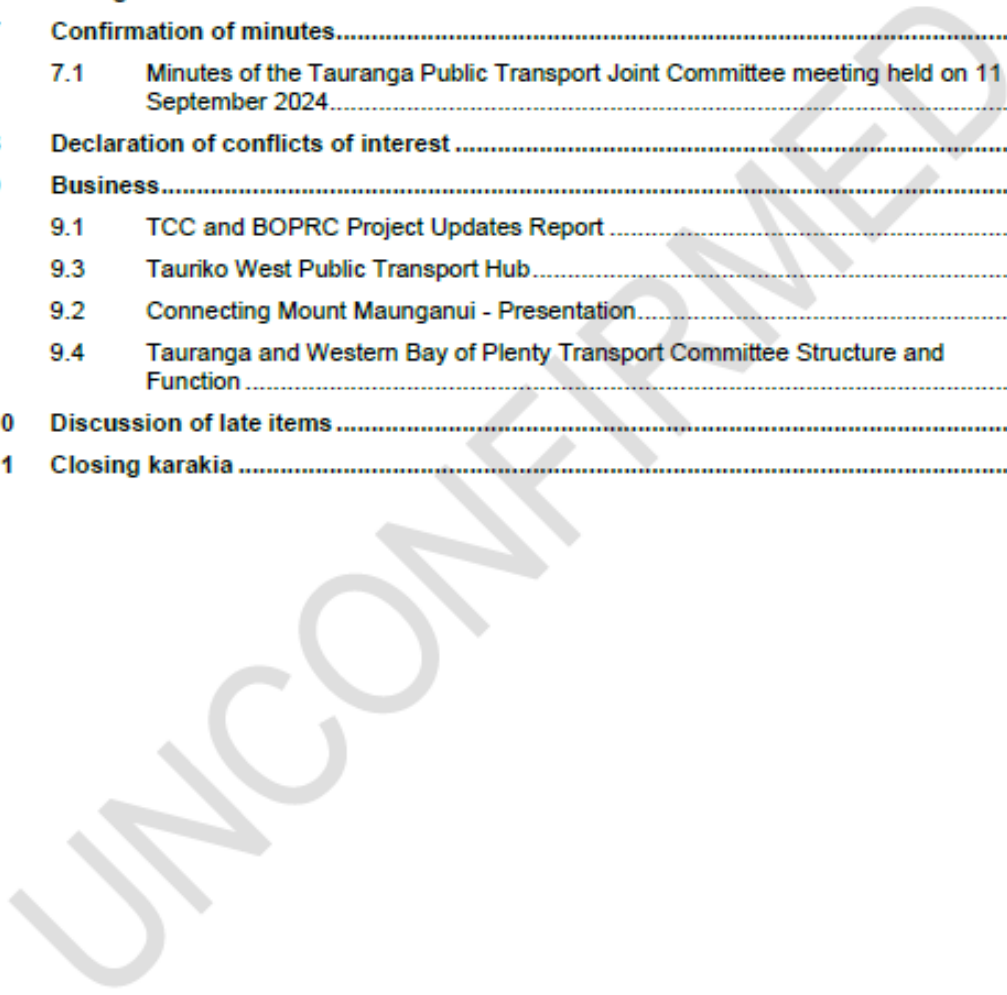 Confirmation of minutes
7.1 Minutes of the Tauranga Public Transport Joint Committee meeting held on 11
September 2024
Declaration of conflicts of interest
Business
9.1 TCC and BOPRC Project Updates Report
9.3 Tauriko West Public Transport Hub
9.2 Connecting Mount Maunganui - Presentation
9.4 Tauranga and Western Bay of Plenty Transport Committee Structure and
Function
0 Discussion of late items
1 Closing karakia
UNCONFIRMED